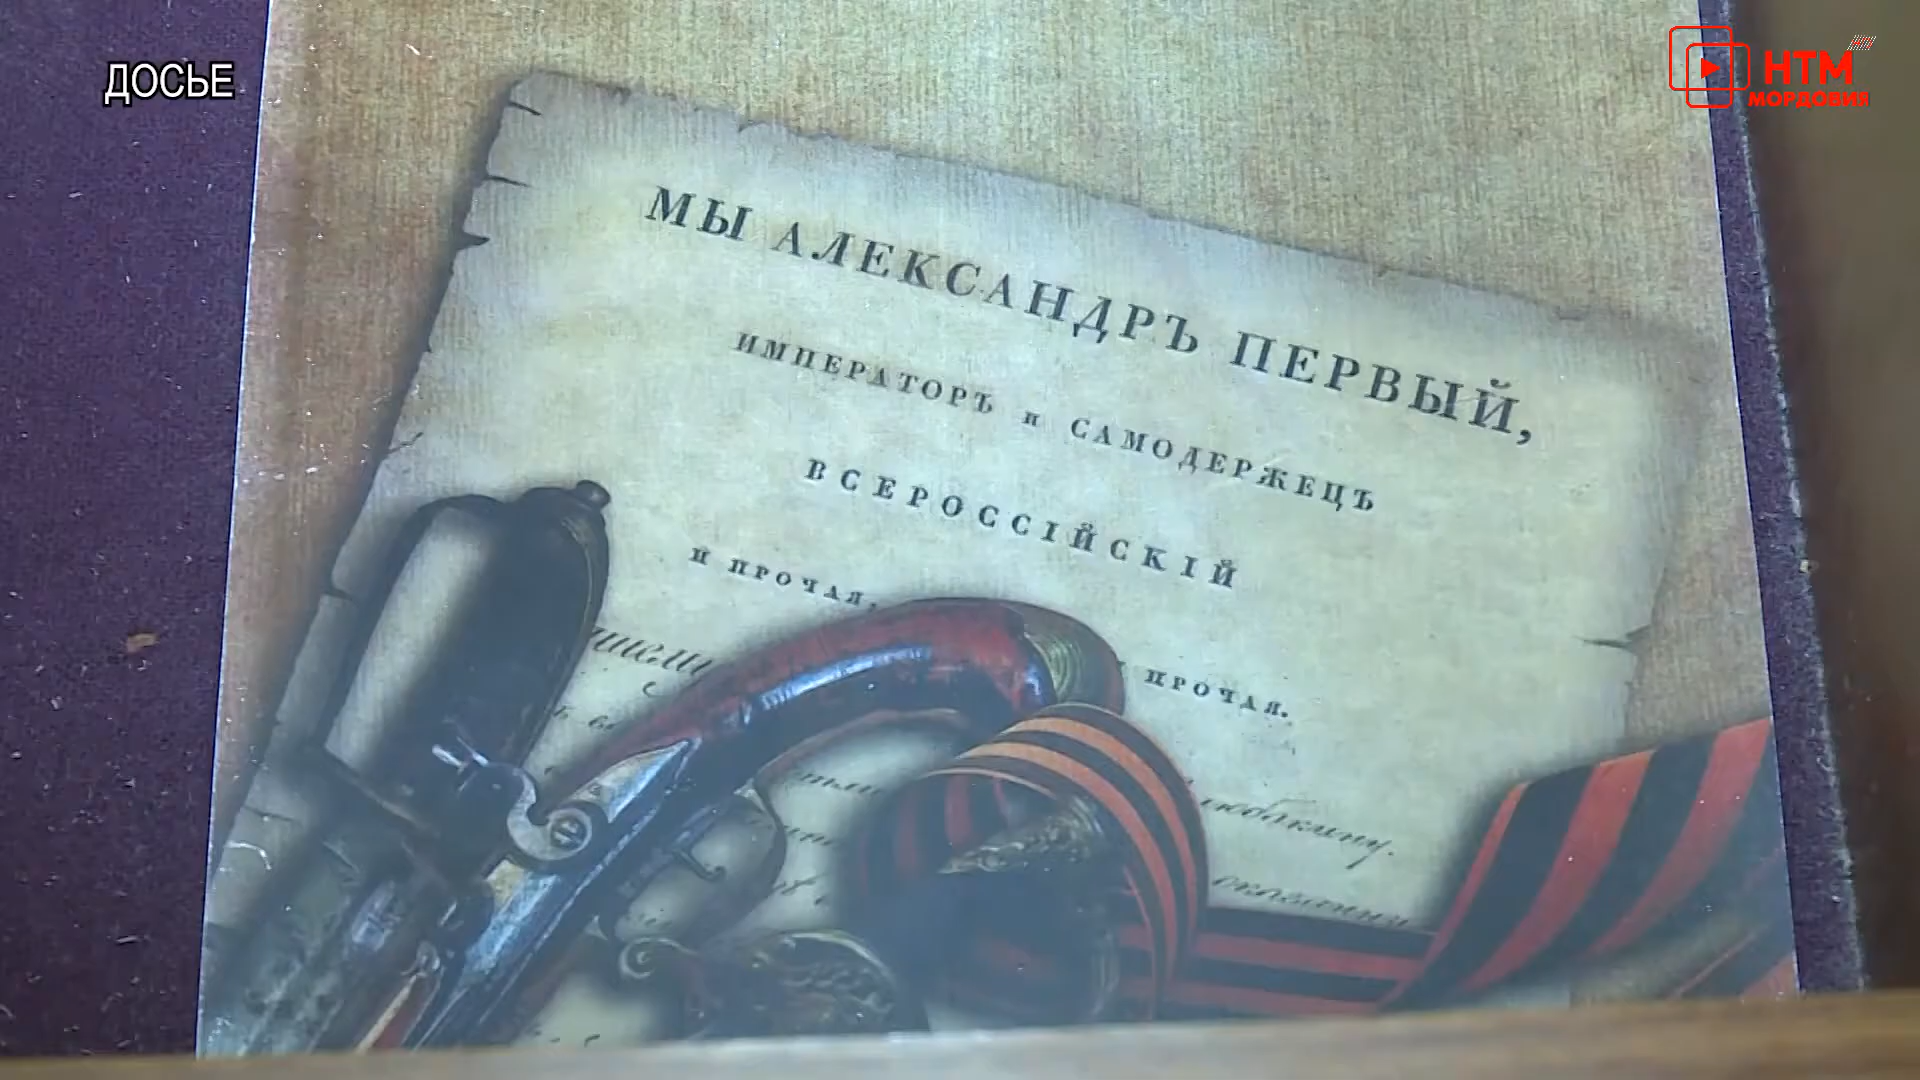 ДОСЬЕ
НТМ
МОРДОВИЯ
МЫ АЛЕКСАНДРЪ ПЕРВЫЙ,
ИМПЕРАТОРЪ и САМОДЕРЖЕЦЪ
ВСЕРОССІЙСКІЙ
И ПРОЧАЯ, ПРОЧАЯ.